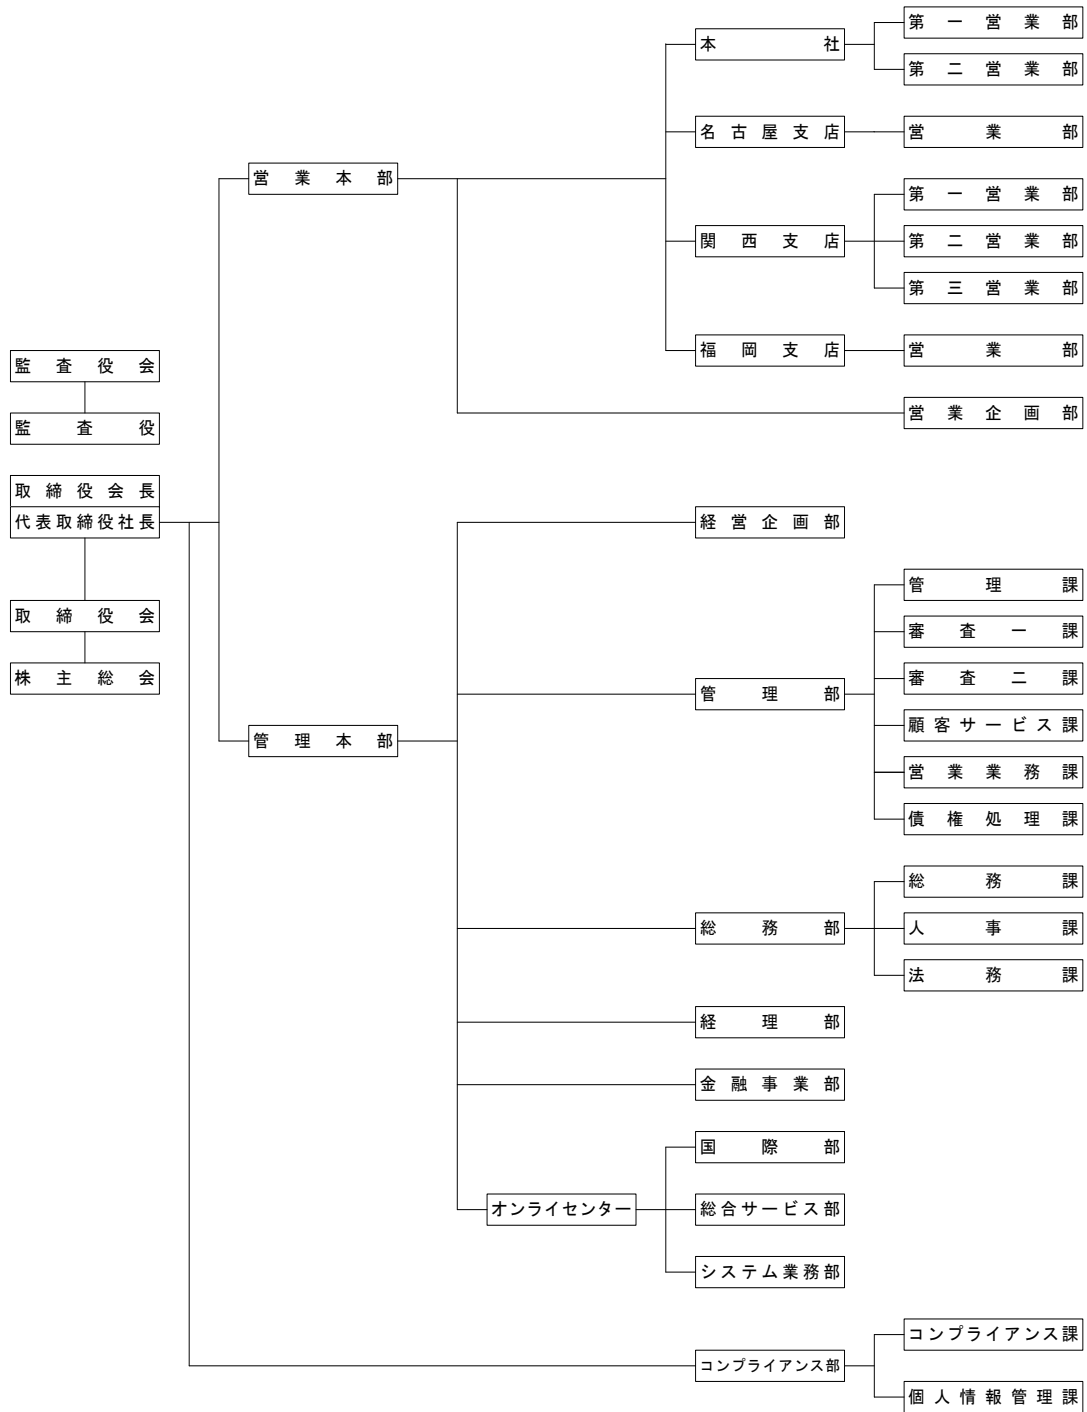 第一営業部
本社
第二営業部
名古屋支店
営業部
営業本部
第一営業部
関西支店
第二営業部
第三営業部
福岡支店
営業部
監査役会
営業企画部
監査役
取締役会長
代表取締役社長
経営企画部
管理課
取締役会
審査一課
株主総会
審査二課
管理部
顧客サービス課
管理本部
営業業務課
債権処理課
総務課
総務部
人事課
法務課
経理部
金融事業部
国際部
オンライセンター
総合サービス部
システム業務部
コンプライアンス課
コンプライアンス部
個人情報管理課